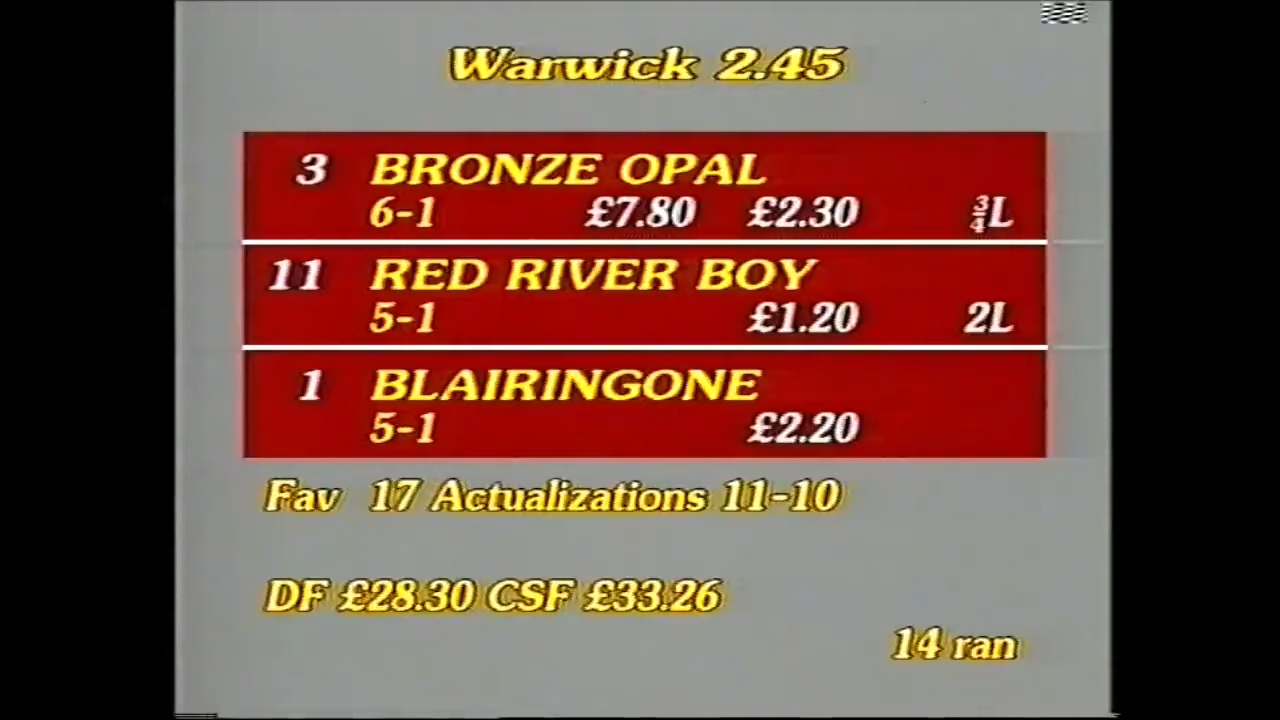 Warwick 2.45
3 BRONZE OPAL
6-1 £7.80 £2.30 ¾L
11 RED RIVER BOY
5-1 £1.20 2L
1 BLAIRINGONE
5-1 £2.20
Fav 17 Actualizations 11-10
DF £28.30 CSF £33.26
14 ran